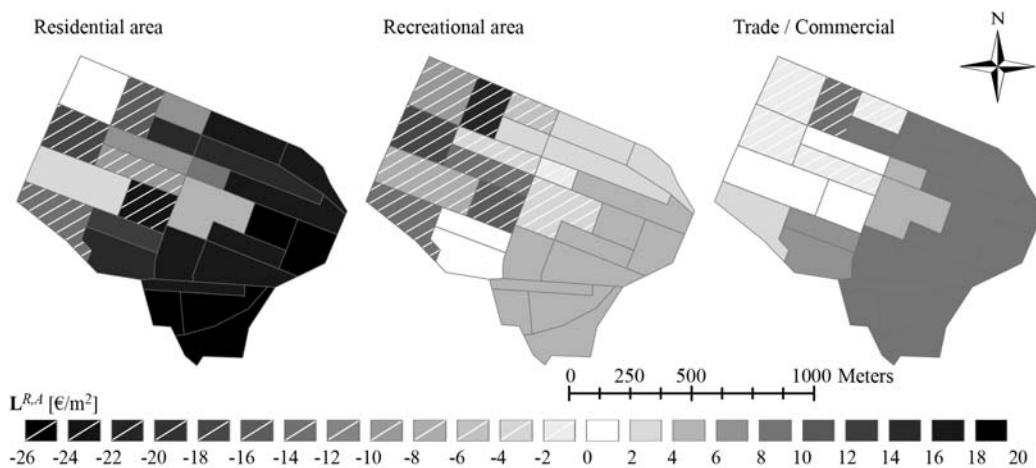 Residential area
Recreational area
Trade / Commercial
N
0 250 500 1000 Meters
L^{R,A} [€/m²]
-26 -24 -22 -20 -18 -16 -14 -12 -10 -8 -6 -4 -2 0 2 4 6 8 10 12 14 16 18 20